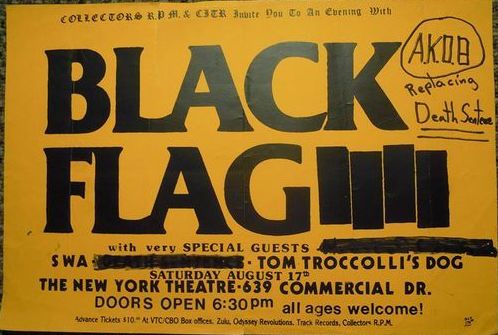 COLLECTORS R.P.M. & CITR Invite You To An Evening With
BLACK
FLAG
A.K.O.B
Replacing
Death Sentence
with very SPECIAL GUESTS
SWA · TOM TROCCOLLI'S DOG
SATURDAY AUGUST 17th
THE NEW YORK THEATRE·639 COMMERCIAL DR.
DOORS OPEN 6:30pm all ages welcome!
Advance Tickets $10.00 At VTC/CBO Box offices, Zulu, Odyssey Revolutions, Track Records, Collectors R.P.M.